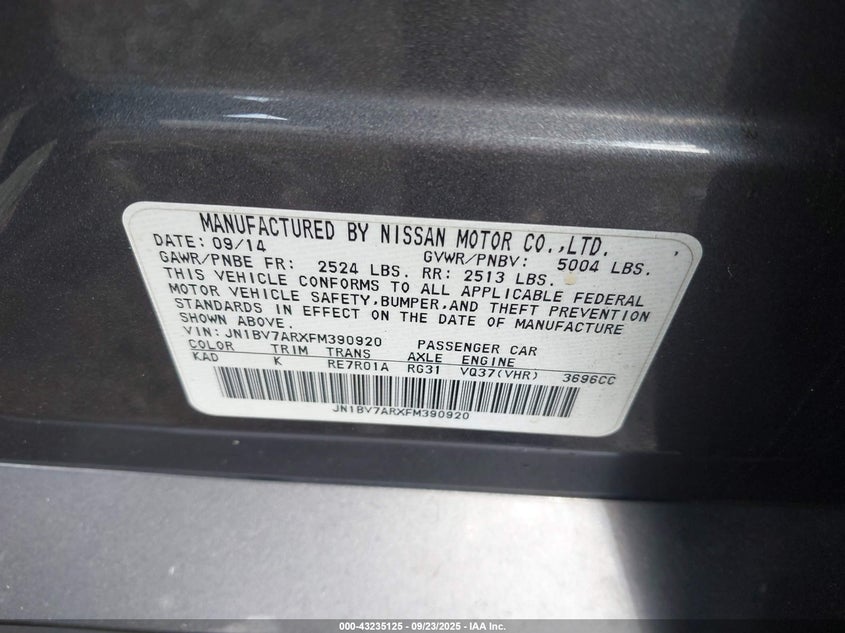 MANUFACTURED BY NISSAN MOTOR CO.,LTD.
DATE: 09/14 GVWR/PNBV: 5004 LBS.
GAWR/PNBE FR: 2524 LBS. RR: 2513 LBS.
THIS VEHICLE CONFORMS TO ALL APPLICABLE FEDERAL
MOTOR VEHICLE SAFETY,BUMPER,AND THEFT PREVENTION
STANDARDS IN EFFECT ON THE DATE OF MANUFACTURE
SHOWN ABOVE.
VIN: JN1BV7ARXFM390920 PASSENGER CAR
COLOR TRIM TRANS AXLE ENGINE
KAD K RE7R01A RG31 VQ37(VHR) 3696CC
JN1BV7ARXFM390920
000-43235125 - 09/23/2025 - IAA Inc.